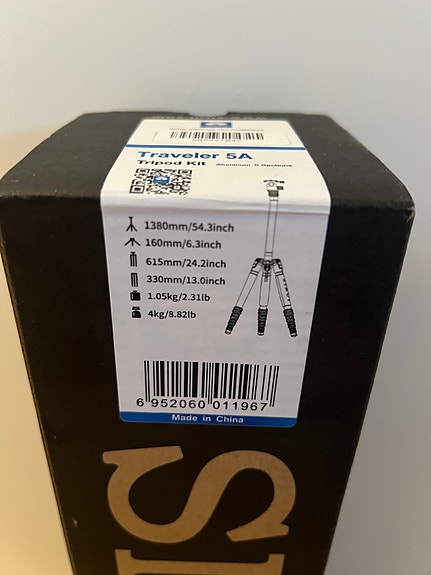 Traveler 5A
Tripod Kit Aluminum 5 Sections
1380mm/54.3inch
160mm/6.3inch
615mm/24.2inch
330mm/13.0inch
1.05kg/2.31lb
4kg/8.82lb
6 952060 011967
Made in China
SI